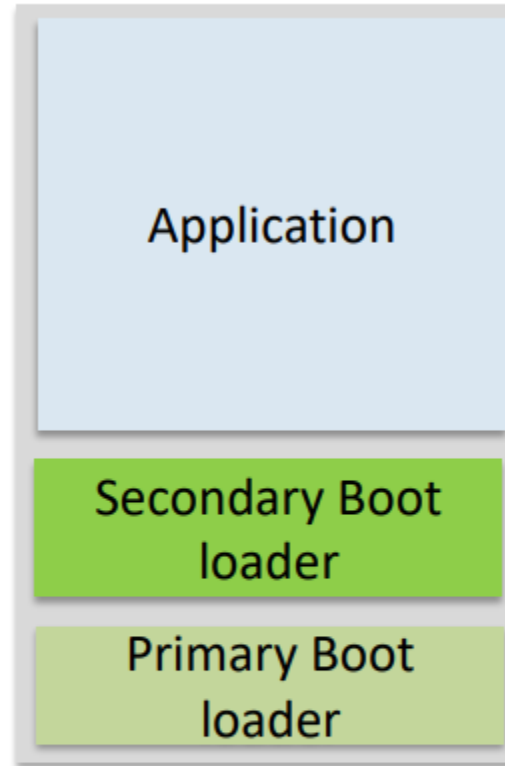 Application
Secondary Boot
loader
Primary Boot
loader